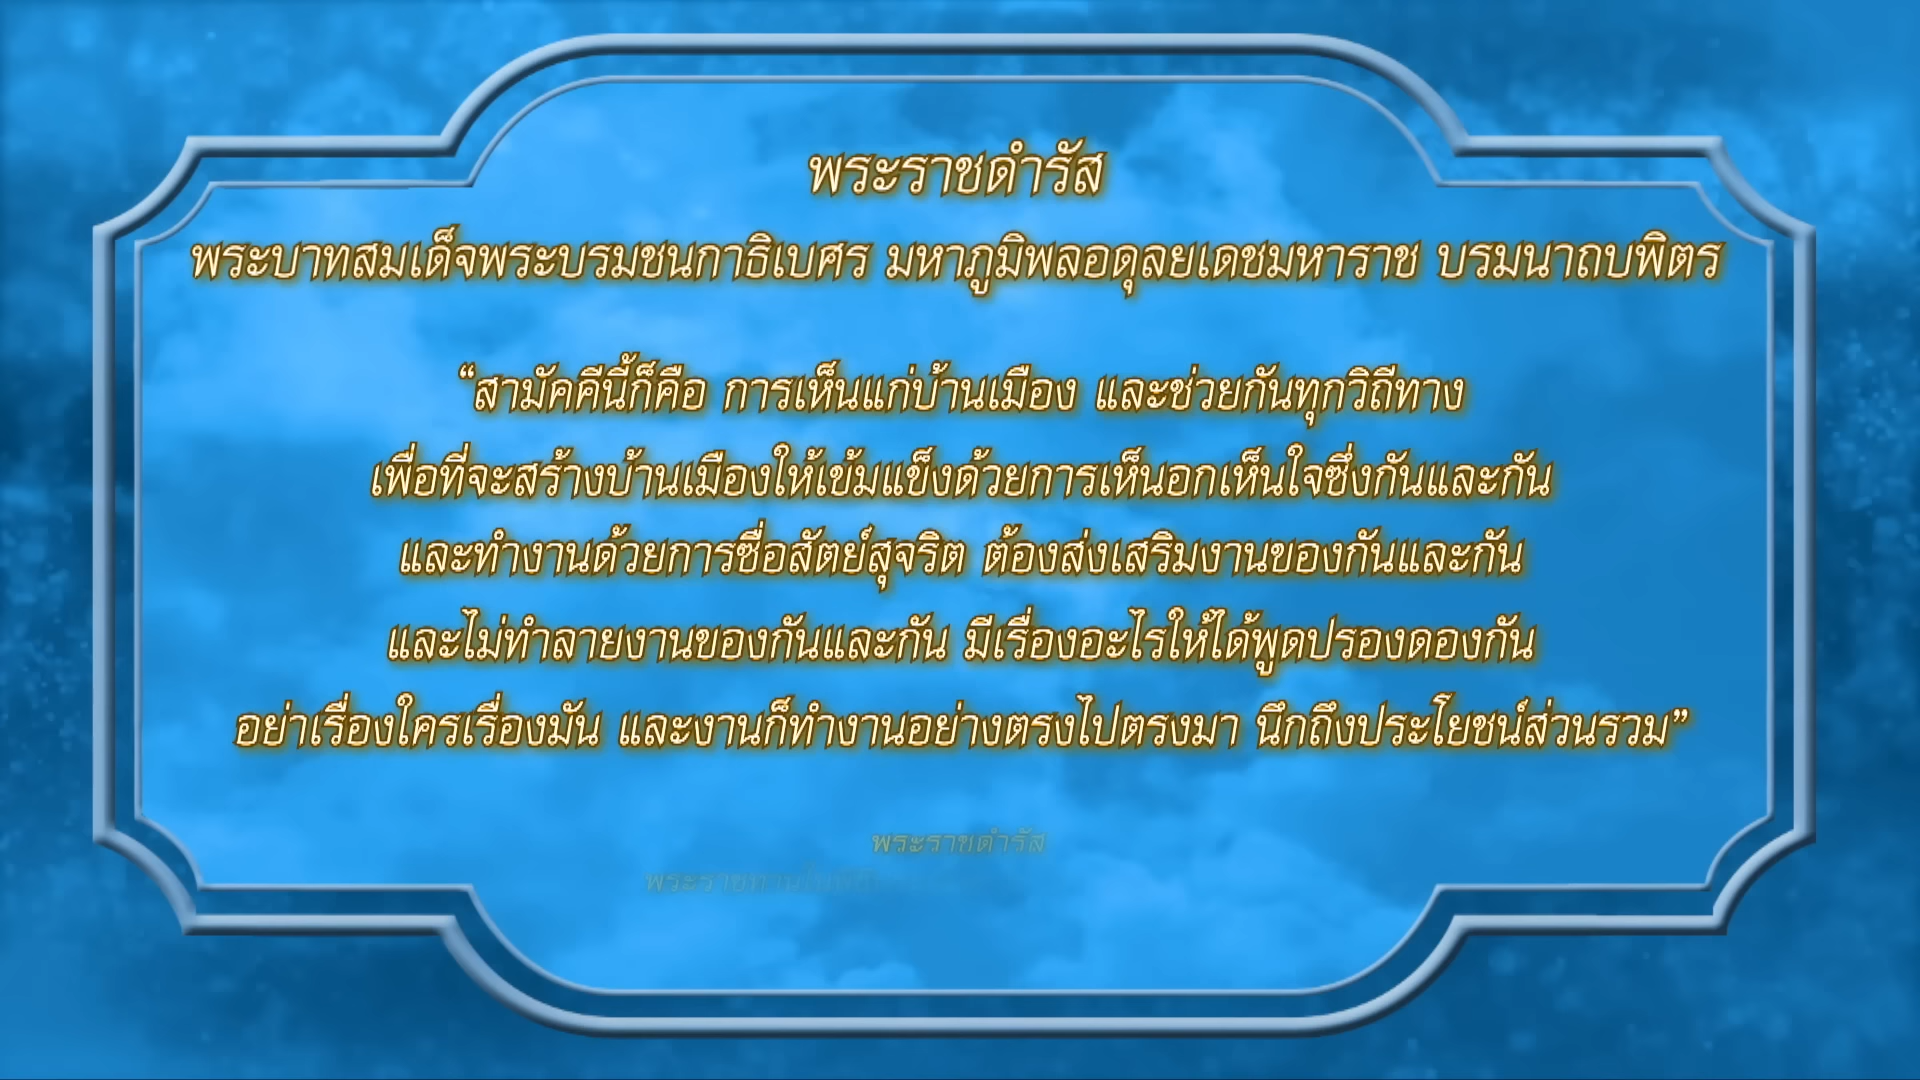 พระราชดำรัส
พระบาทสมเด็จพระบรมชนกาธิเบศร มหาภูมิพลอดุลยเดชมหาราช บรมนาถบพิตร
“สามัคคีนี้ก็คือ การเห็นแก่บ้านเมือง และช่วยกันทุกวิถีทาง
เพื่อที่จะสร้างบ้านเมืองให้เข้มแข็งด้วยการเห็นอกเห็นใจซึ่งกันและกัน
และทำงานด้วยการซื่อสัตย์สุจริต ต้องส่งเสริมงานของกันและกัน
และไม่ทำลายงานของกันและกัน มีเรื่องอะไรให้ได้พูดปรองดองกัน
อย่าเรื่องใครเรื่องมัน และงานก็ทำงานอย่างตรงไปตรงมา นึกถึงประโยชน์ส่วนรวม”
พระราชดำรัส